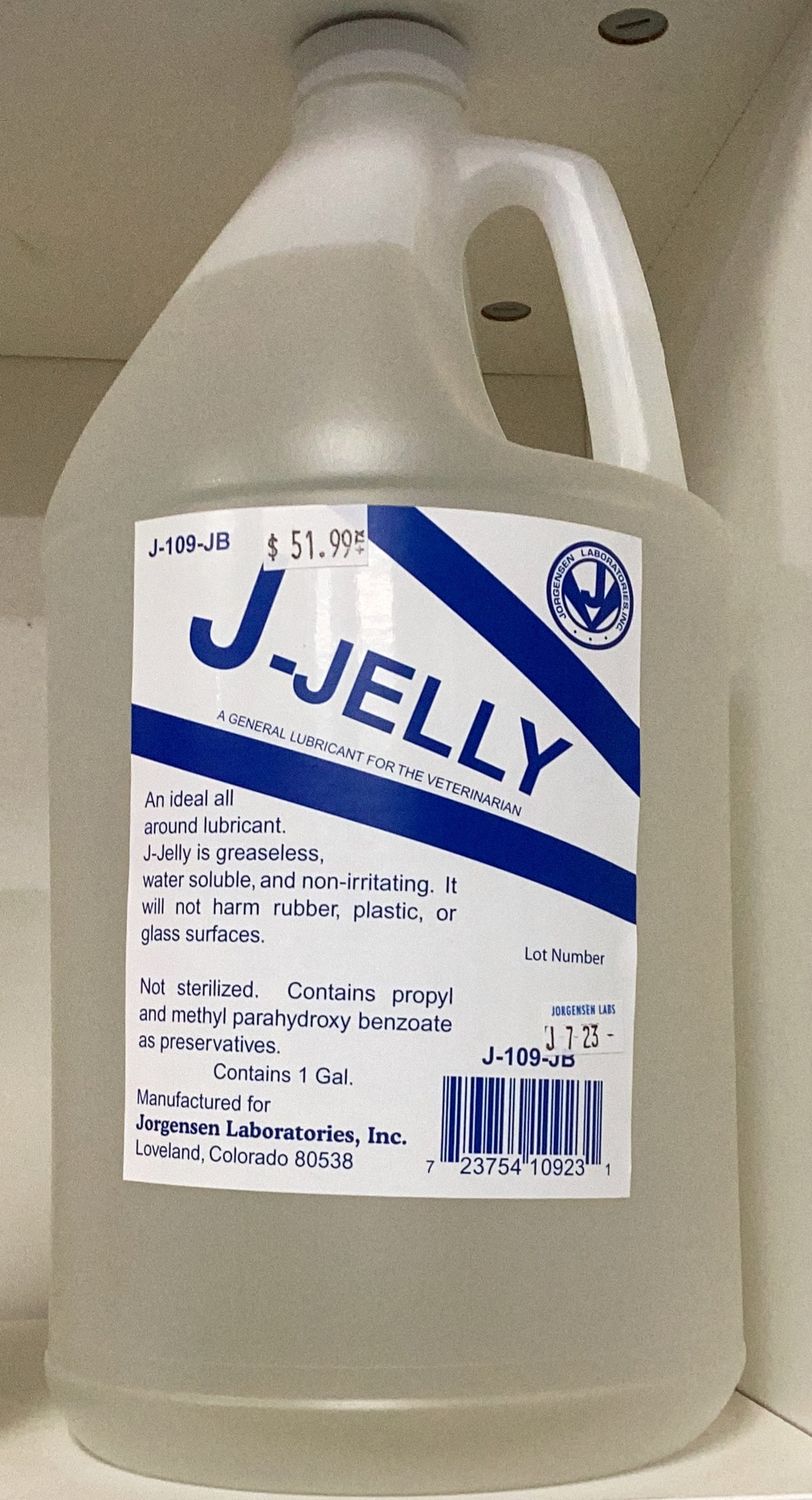 J-109-JB
$ 51.99
JORGENSEN LABORATORIES, INC.
J
J-JELLY
A GENERAL LUBRICANT FOR THE VETERINARIAN
An ideal all
around lubricant.
J-Jelly is greaseless,
water soluble, and non-irritating. It
will not harm rubber, plastic, or
glass surfaces.
Lot Number
Not sterilized. Contains propyl
and methyl parahydroxy benzoate
as preservatives.
Contains 1 Gal.
JORGENSEN LABS
J 7-23 -
J-109-JB
Manufactured for
Jorgensen Laboratories, Inc.
Loveland, Colorado 80538
7 23754 10923 1